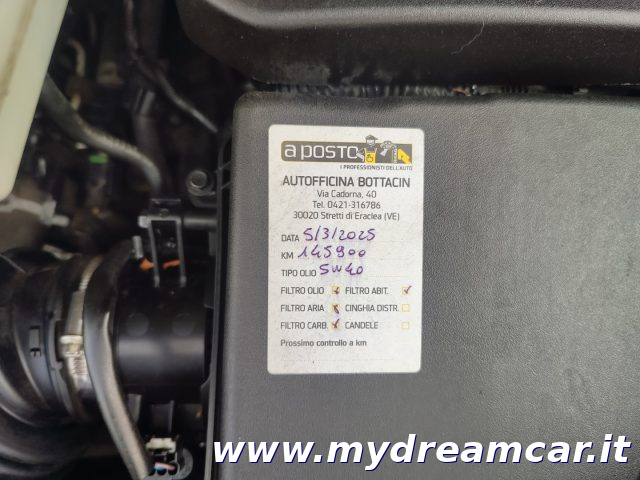 a posto
I PROFESSIONISTI DELL'AUTO
AUTOFFICINA BOTTACIN
Via Cadorna, 40
Tel. 0421-316786
30020 Stretti di Eraclea (VE)
DATA 5/3/2025
KM 145900
TIPO OLIO 5W40
FILTRO OLIO FILTRO ABIT.
FILTRO ARIA CINGHIA DISTR.
FILTRO CARB. CANDELE
Prossimo controllo a km
www.mydreamcar.it